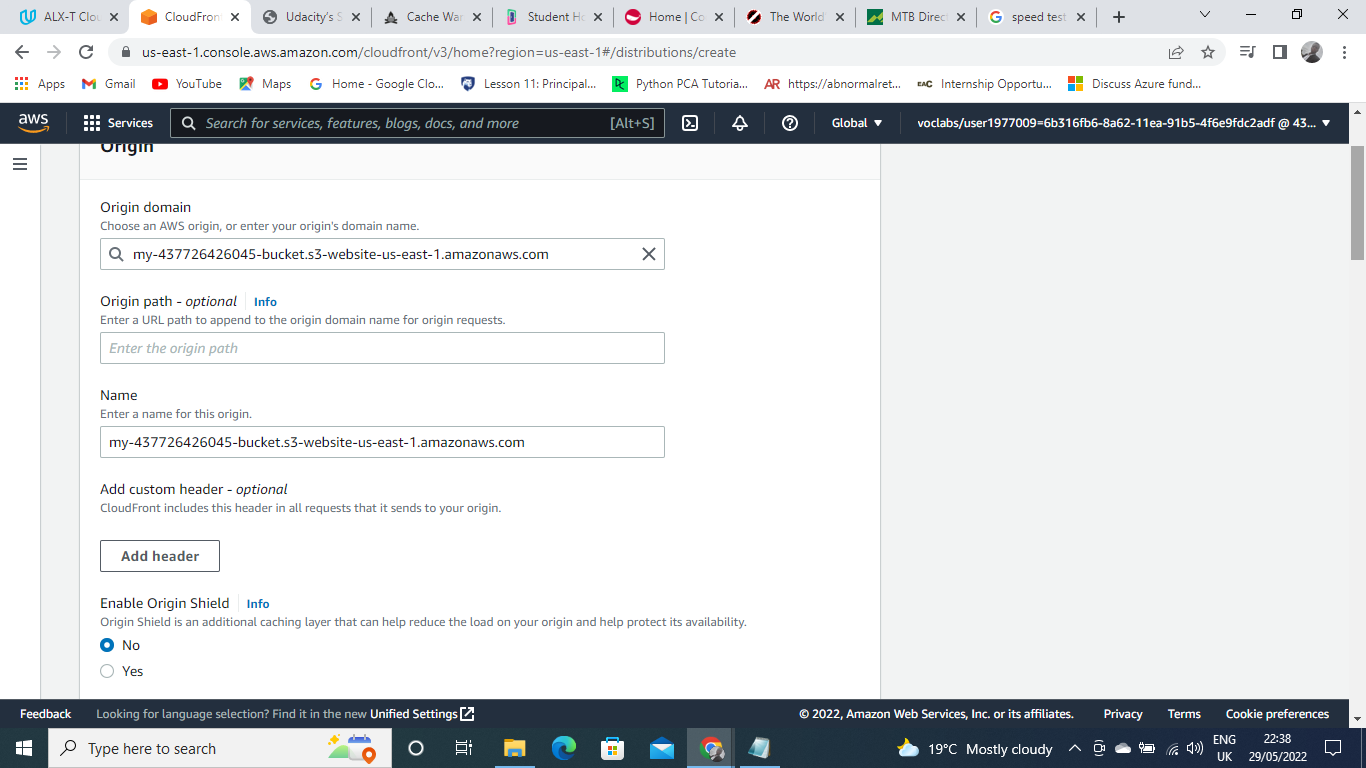 ALX-T Clou
CloudFron
Udacity's S
Cache War
Student Ho
Home | Co
The World'
MTB Direc
speed test
us-east-1.console.aws.amazon.com/cloudfront/v3/home?region=us-east-1#/distributions/create
Apps
Gmail
YouTube
Maps
Home - Google Clo...
Lesson 11: Principal...
Python PCA Tutoria...
AR https://abnormalret...
EAC Internship Opportu...
Discuss Azure fund...
aws
Services
Search for services, features, blogs, docs, and more [Alt+S]
Global
voclabs/user1977009=6b316fb6-8a62-11ea-91b5-4f6e9fdc2adf @ 43...
Origin
Origin domain
Choose an AWS origin, or enter your origin's domain name.
my-437726426045-bucket.s3-website-us-east-1.amazonaws.com
Origin path - optional Info
Enter a URL path to append to the origin domain name for origin requests.
Enter the origin path
Name
Enter a name for this origin.
my-437726426045-bucket.s3-website-us-east-1.amazonaws.com
Add custom header - optional
CloudFront includes this header in all requests that it sends to your origin.
Add header
Enable Origin Shield Info
Origin Shield is an additional caching layer that can help reduce the load on your origin and help protect its availability.
No
Yes
Feedback
Looking for language selection? Find it in the new Unified Settings
© 2022, Amazon Web Services, Inc. or its affiliates.
Privacy
Terms
Cookie preferences
Type here to search
19°C Mostly cloudy
ENG
UK
22:38
29/05/2022